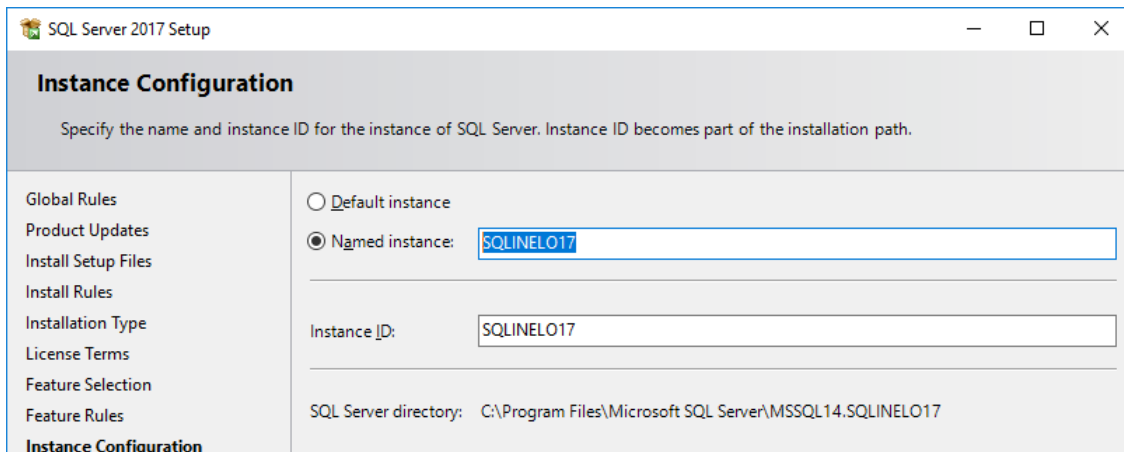 SQL Server 2017 Setup
Instance Configuration
Specify the name and instance ID for the instance of SQL Server. Instance ID becomes part of the installation path.
Global Rules
Product Updates
Install Setup Files
Install Rules
Installation Type
License Terms
Feature Selection
Feature Rules
Instance Configuration
Default instance
Named instance: SQLINELO17
Instance ID: SQLINELO17
SQL Server directory: C:\Program Files\Microsoft SQL Server\MSSQL14.SQLINELO17